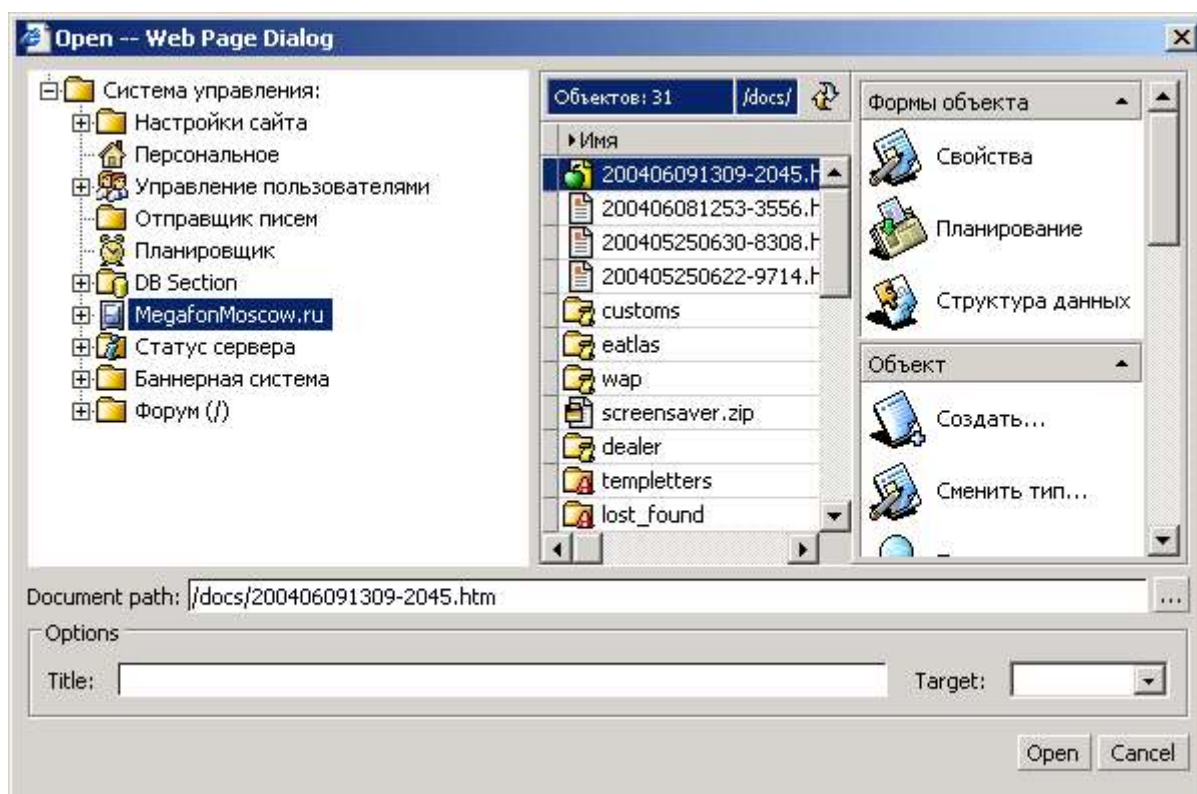 Open -- Web Page Dialog
Система управления:
Настройки сайта
Персональное
Управление пользователями
Отправщик писем
Планировщик
DB Section
MegafonMoscow.ru
Статус сервера
Баннерная система
Форум (/)
Объектов: 31 /docs/
Имя
200406091309-2045.h
200406081253-3556.h
200405250630-8308.h
200405250622-9714.h
customs
eatlas
wap
screensaver.zip
dealer
templetters
lost_found
Формы объекта
Свойства
Планирование
Структура данных
Объект
Создать...
Сменить тип...
Document path: /docs/200406091309-2045.htm
...
Options
Title:
Target:
Open Cancel